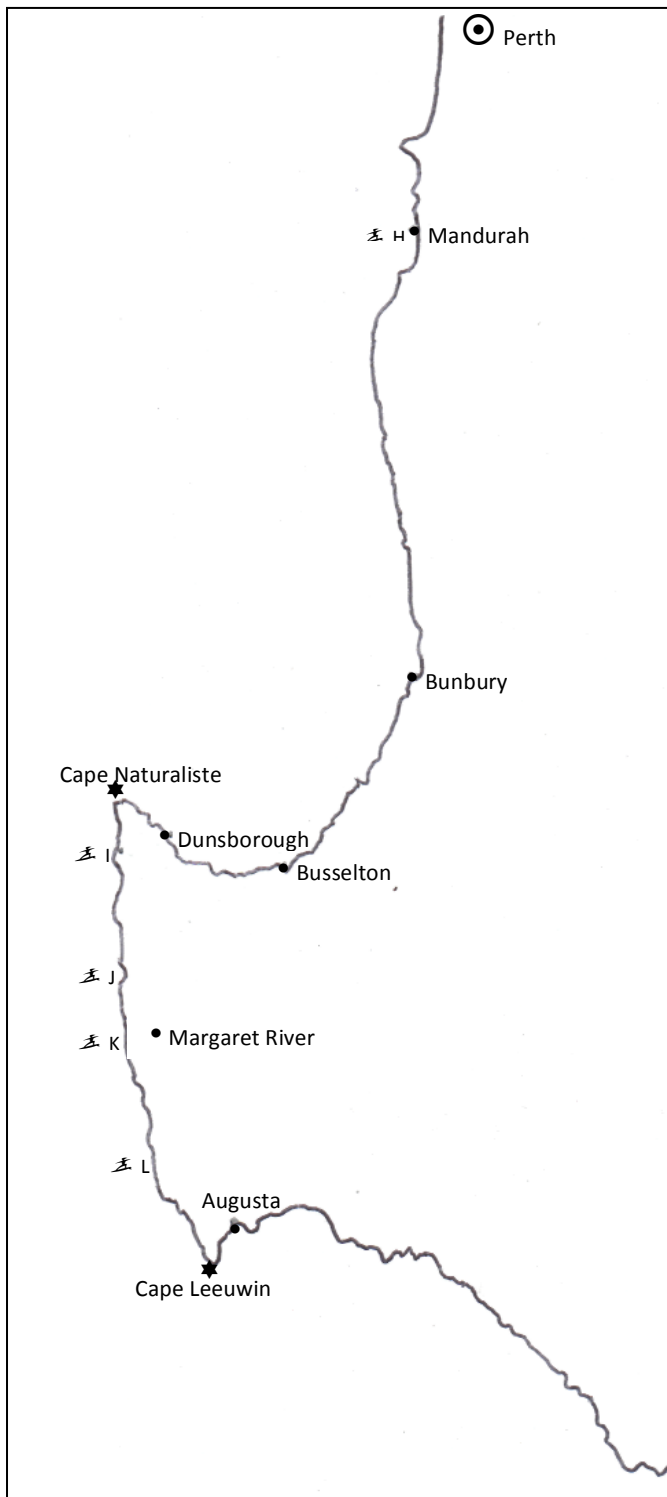 Perth
H Mandurah
Bunbury
Cape Naturaliste
Dunsborough
I
Busselton
J
K Margaret River
L
Augusta
Cape Leeuwin